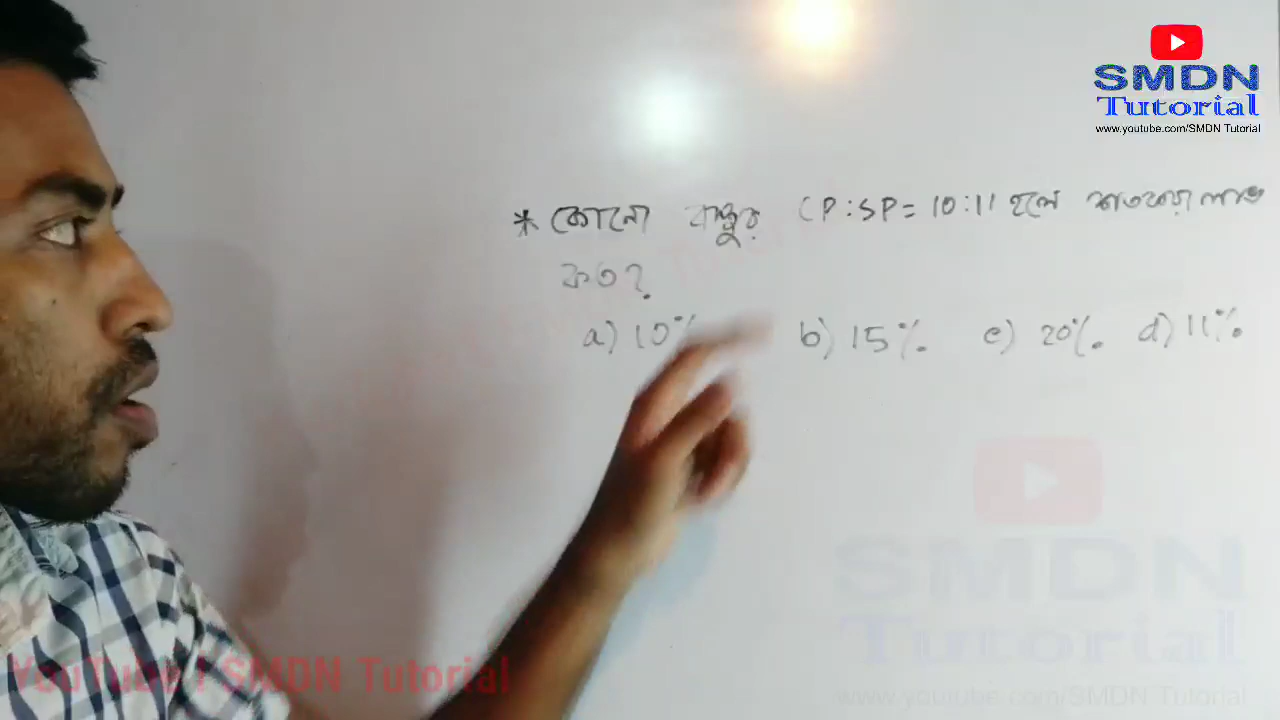 SMDN
Tutorial
www.youtube.com/SMDN Tutorial
* কোনো বস্তুর CP:SP = 10:11 হলে শতকরা লাভ
কত?
a) 10% b) 15% c) 20% d) 11%
SMDN
Tutorial
www.youtube.com/SMDN Tutorial
YouTube | SMDN Tutorial